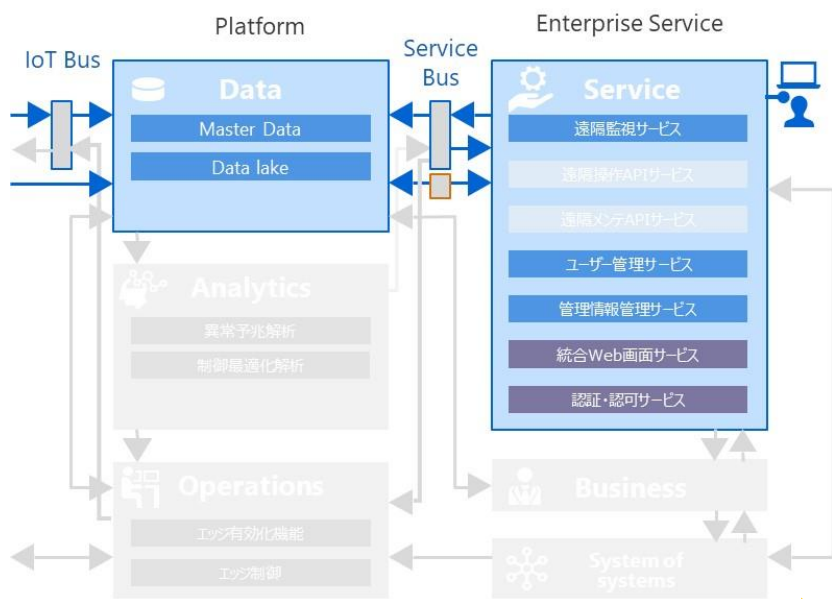 Platform
Enterprise Service
IoT Bus
Service
Bus
Data
Master Data
Data lake
Service
遠隔監視サービス
遠隔操作APIサービス
遠隔メンテAPIサービス
ユーザー管理サービス
管理情報管理サービス
統合Web画面サービス
認証・認可サービス
Analytics
異常予兆解析
制御最適化解析
Operations
エッジ有効化機能
エッジ制御
Business
System of
systems